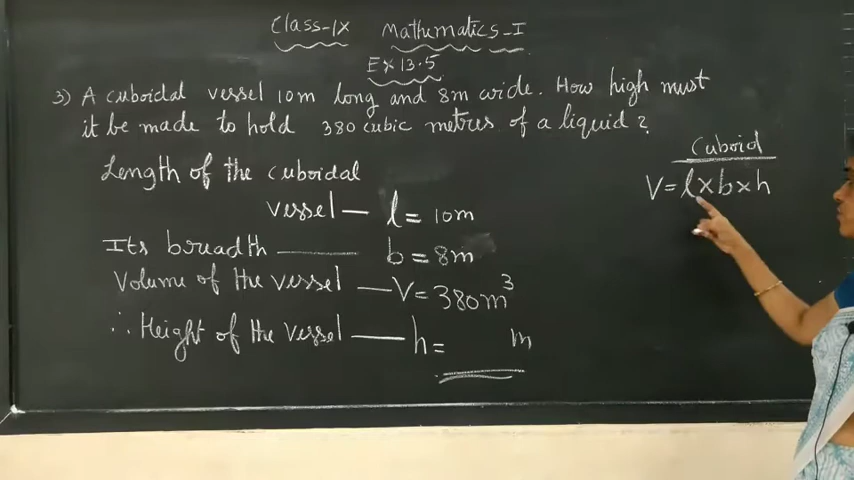 Class-IX Mathematics-I
Ex 13.5
3) A cuboidal vessel 10m long and 8m wide. How high must
it be made to hold 380 cubic metres of a liquid?
Cuboid
V = l × b × h
Length of the cuboidal
vessel — l = 10m
Its breadth — b = 8m
Volume of the vessel — V = 380m³
∴ Height of the vessel — h = m